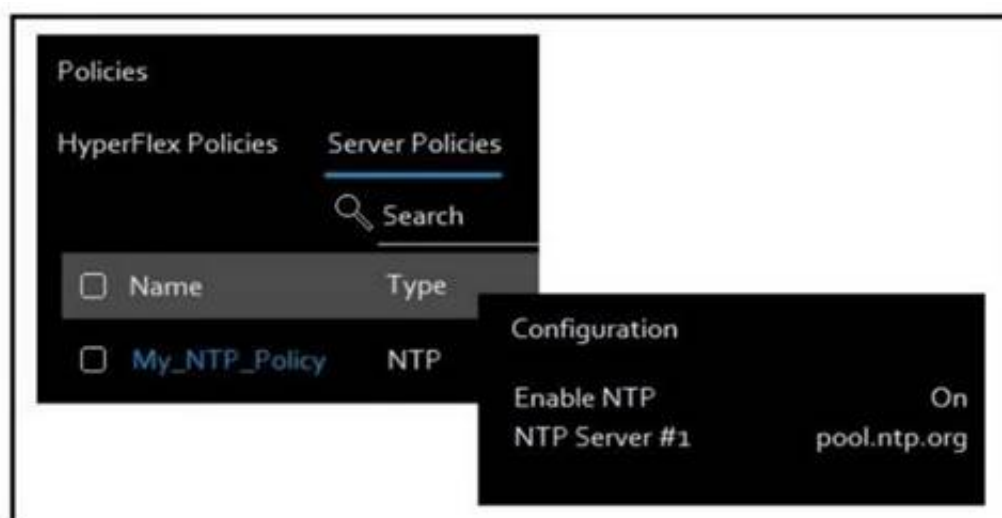 Policies
HyperFlex Policies Server Policies
Search
Name Type
My_NTP_Policy NTP
Configuration
Enable NTP On
NTP Server #1 pool.ntp.org